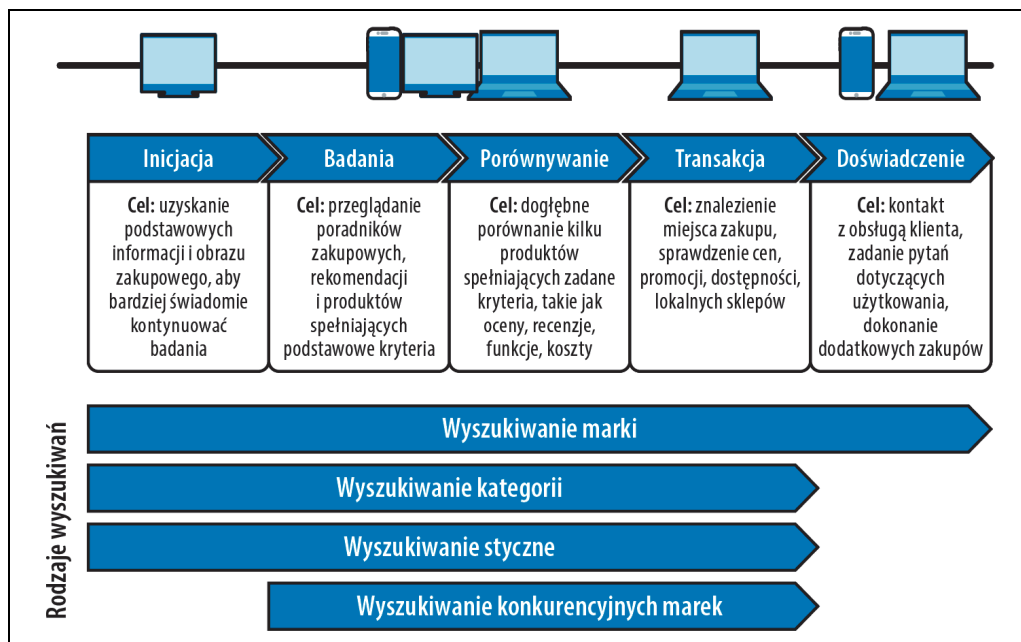 Inicjacja
Badania
Porównywanie
Transakcja
Doświadczenie
Cel: uzyskanie
podstawowych
informacji i obrazu
zakupowego, aby
bardziej świadomie
kontynuować
badania
Cel: przeglądanie
poradników
zakupowych,
rekomendacji
i produktów
spełniających
podstawowe kryteria
Cel: dogłębne
porównanie kilku
produktów
spełniających zadane
kryteria, takie jak
oceny, recenzje,
funkcje, koszty
Cel: znalezienie
miejsca zakupu,
sprawdzenie cen,
promocji, dostępności,
lokalnych sklepów
Cel: kontakt
z obsługą klienta,
zadanie pytań
dotyczących
użytkowania,
dokonanie
dodatkowych zakupów
Rodzaje wyszukiwań
Wyszukiwanie marki
Wyszukiwanie kategorii
Wyszukiwanie styczne
Wyszukiwanie konkurencyjnych marek